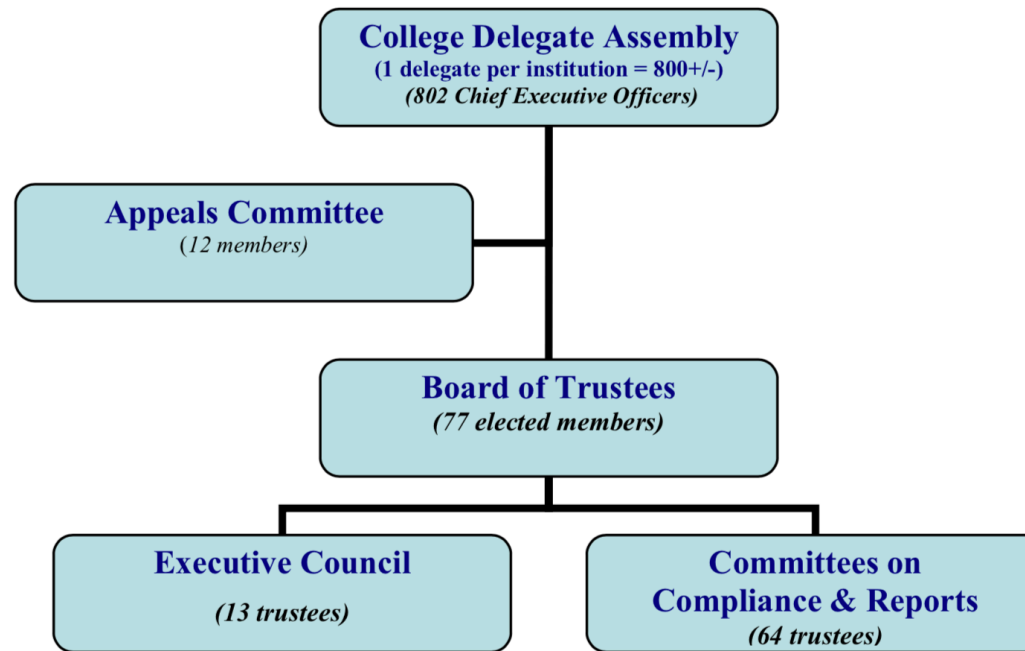 College Delegate Assembly
(1 delegate per institution = 800+/-)
(802 Chief Executive Officers)
Appeals Committee
(12 members)
Board of Trustees
(77 elected members)
Executive Council
(13 trustees)
Committees on
Compliance & Reports
(64 trustees)